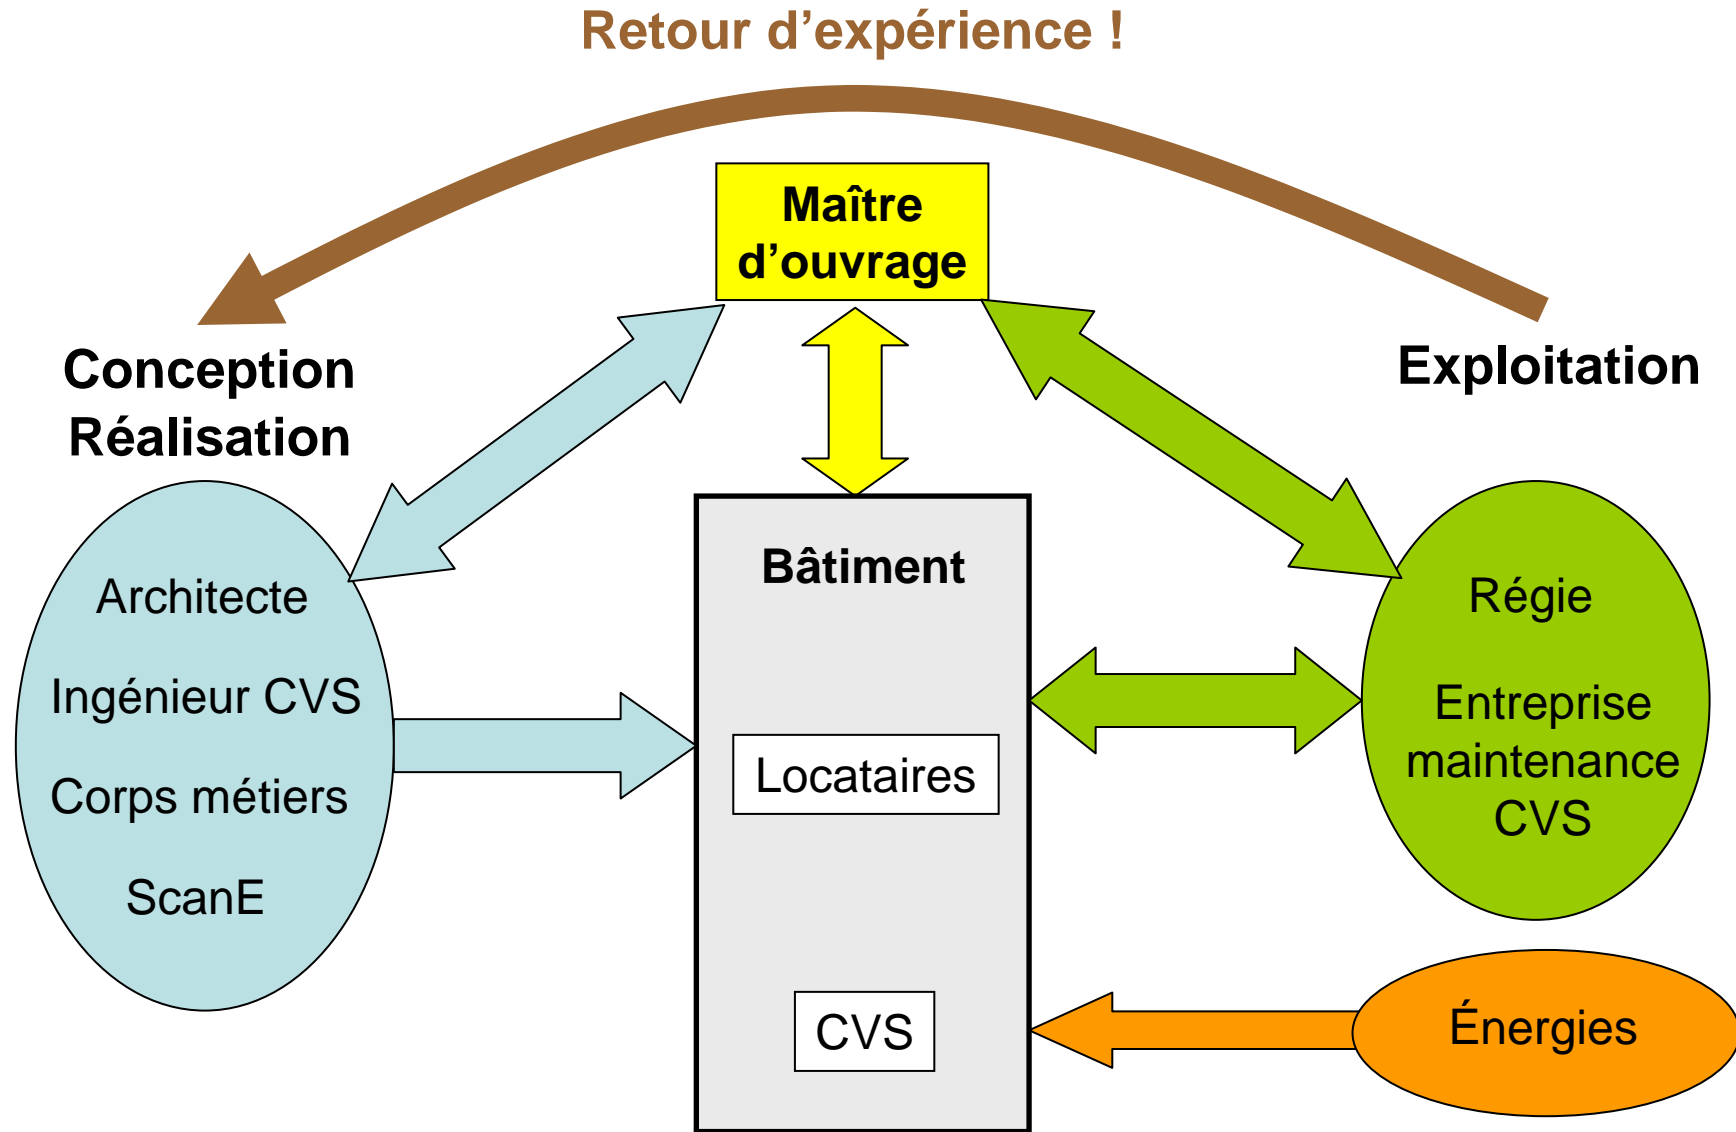 Retour d’expérience !
Maître
d’ouvrage
Conception
Réalisation
Exploitation
Architecte
Ingénieur CVS
Corps métiers
ScanE
Bâtiment
Locataires
CVS
Régie
Entreprise
maintenance
CVS
Énergies